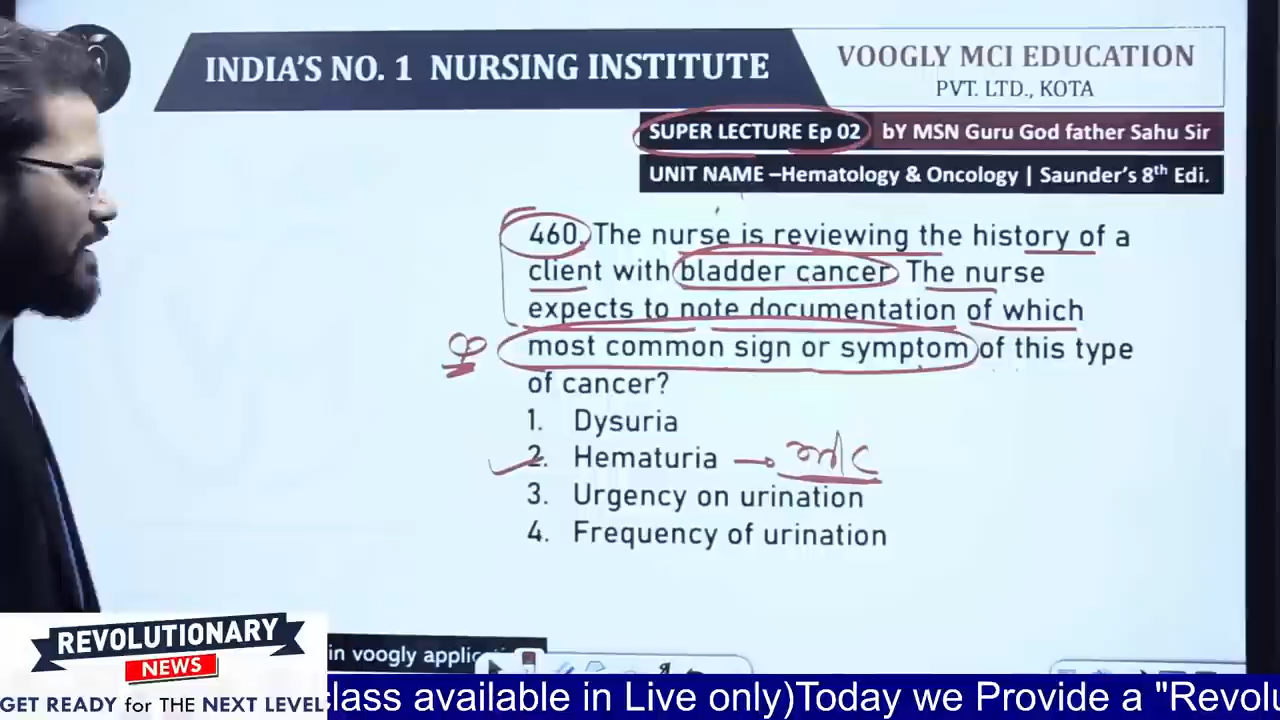 INDIA'S NO. 1 NURSING INSTITUTE
VOOGLY MCI EDUCATION
PVT. LTD., KOTA
SUPER LECTURE Ep 02 bY MSN Guru God father Sahu Sir
UNIT NAME –Hematology & Oncology | Saunder's 8th Edi.
460. The nurse is reviewing the history of a
client with bladder cancer. The nurse
expects to note documentation of which
most common sign or symptom of this type
of cancer?
1. Dysuria
2. Hematuria → m/c
3. Urgency on urination
4. Frequency of urination
REVOLUTIONARY
NEWS
GET READY for THE NEXT LEVEL
in voogly applic
class available in Live only)Today we Provide a "Revolu